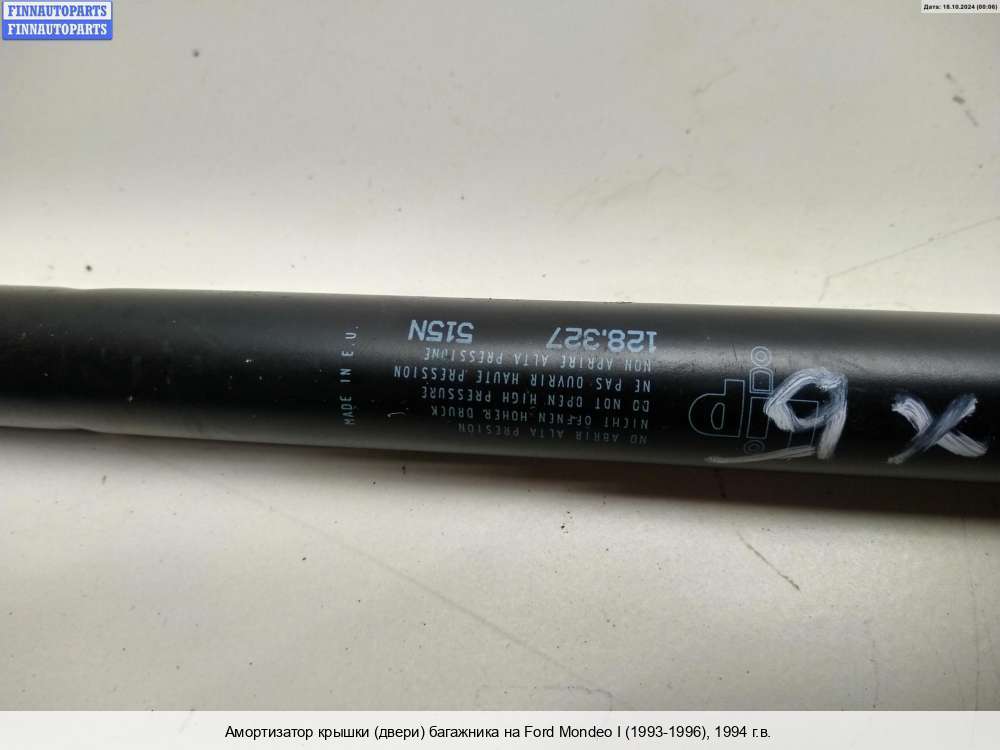 FINNAUTOPARTS
FINNAUTOPARTS
Дата: 18.10.2024 (00:06)
128.327 515N
NON APRIRE ALTA PRESSIONE
NE PAS OUVRIR HAUTE PRESSION
DO NOT OPEN HIGH PRESSURE
NICHT OFFNEN HOHER DRUCK
NO ABRIR ALTA PRESION
MADE IN E.U.
X
Амортизатор крышки (двери) багажника на Ford Mondeo I (1993-1996), 1994 г.в.